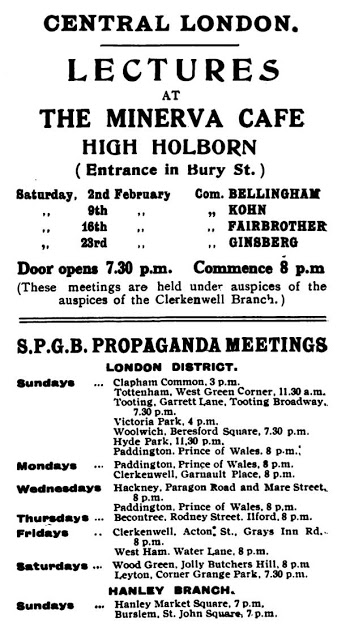 CENTRAL LONDON.
LECTURES
AT
THE MINERVA CAFE
HIGH HOLBORN
( Entrance in Bury St. )
Saturday, 2nd February Com. BELLINGHAM
,, 9th ,, ,, KOHN
,, 16th ,, ,, FAIRBROTHER
,, 23rd ,, ,, GINSBERG
Door opens 7.30 p.m. Commence 8 p.m
(These meetings are held under auspices of the
auspices of the Clerkenwell Branch. )
S.P.G.B. PROPAGANDA MEETINGS
LONDON DISTRICT.
Sundays ... Clapham Common, 3 p.m.
Tottenham, West Green Corner, 11.30 a.m.
Tooting, Garrett Lane, Tooting Broadway,
7.30 p.m.
Victoria Park, 4 p.m.
Woolwich, Beresford Square, 7.30 p.m.
Hyde Park, 11.30 p.m.
Paddington, Prince of Wales. 8 p.m.
Mondays ... Paddington, Prince of Wales, 8 p.m.
Clerkenwell, Garnault Place, 8 p.m.
Wednesdays Hackney, Paragon Road and Mare Street,
8 p.m.
Paddington, Prince of Wales, 8 p.m.
Thursdays ... Becontree, Rodney Street. Ilford, 8 p.m.
Fridays .. Clerkenwell, Acton St., Grays Inn Rd.
8 p.m.
West Ham. Water Lane, 8 p.m.
Saturdays ... Wood Green, Jolly Butchers Hill, 8 p.m
Leyton, Corner Grange Park, 7.30 p.m.
HANLEY BRANCH.
Sundays ... Hanley Market Square, 7 p.m.
Burslem, St. John Square, 7 p.m.